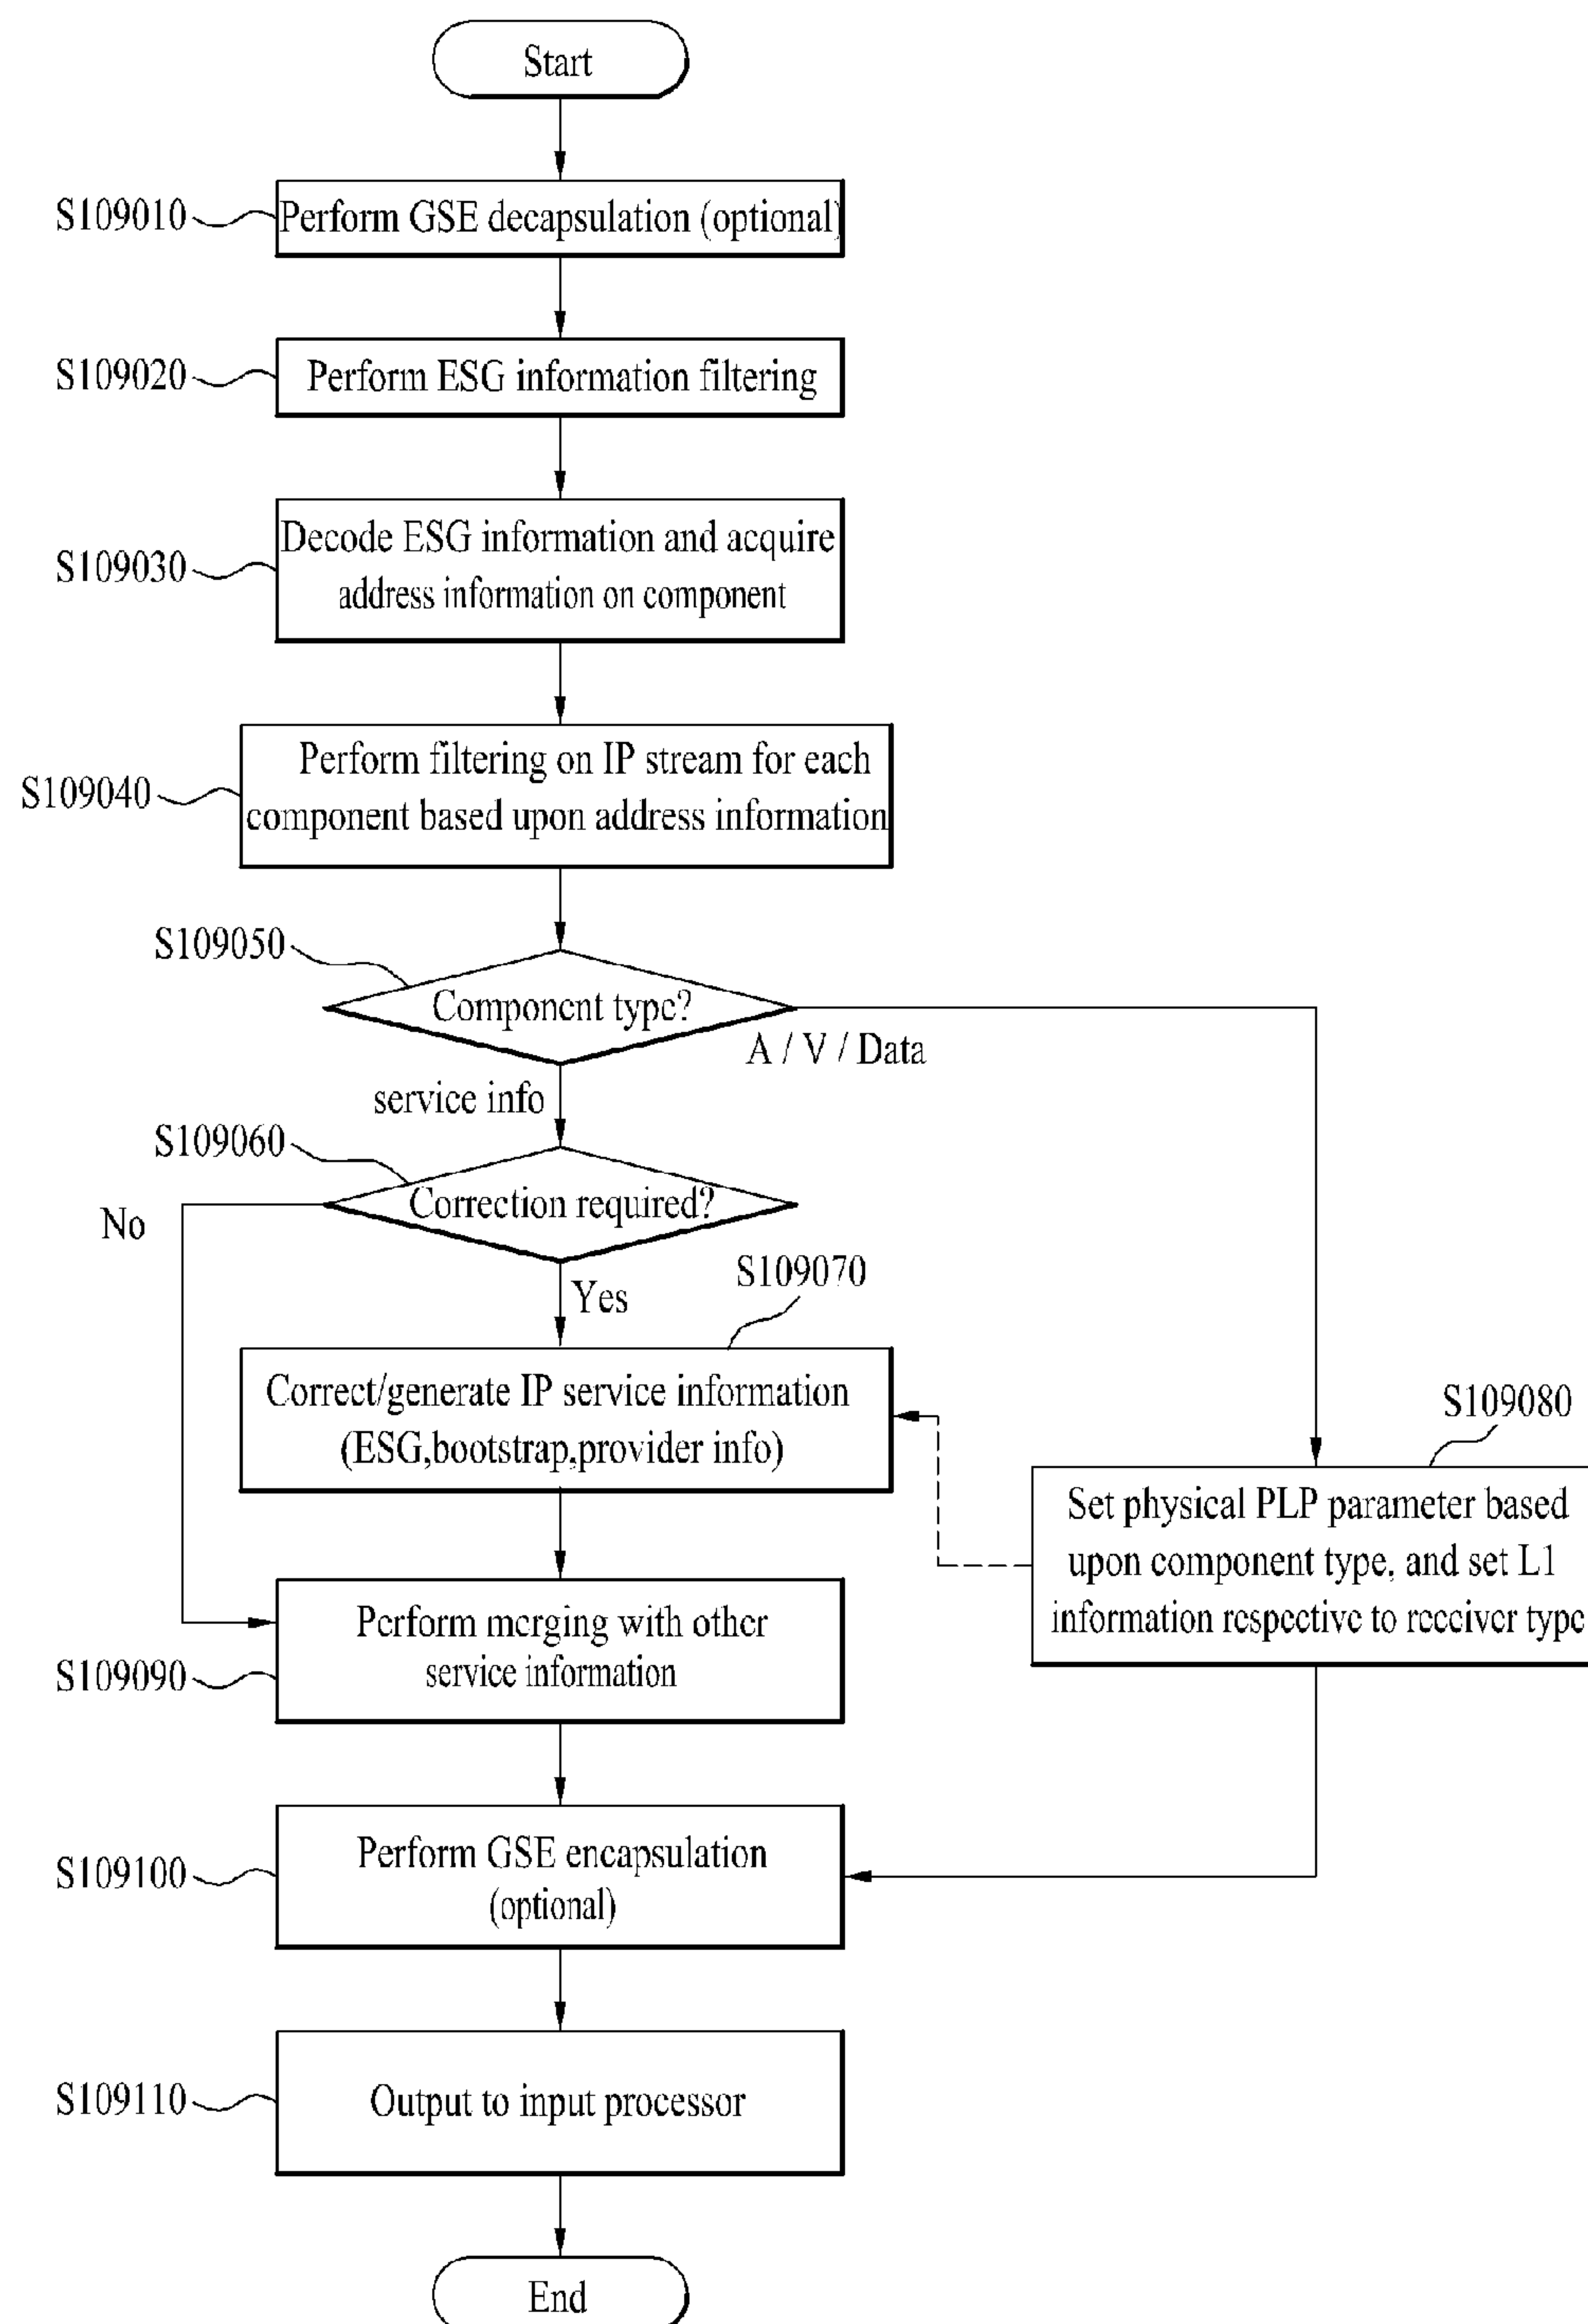 Start
S109010
Perform GSE decapsulation (optional)
S109020
Perform ESG information filtering
S109030
Decode ESG information and acquire
address information on component
S109040
Perform filtering on IP stream for each
component based upon address information
S109050
Component type?
A / V / Data
service info
S109060
Correction required?
No
Yes
S109070
Correct/generate IP service information
(ESG,bootstrap,provider info)
S109080
Set physical PLP parameter based
upon component type, and set L1
information respective to receiver type
S109090
Perform merging with other
service information
S109100
Perform GSE encapsulation
(optional)
S109110
Output to input processor
End